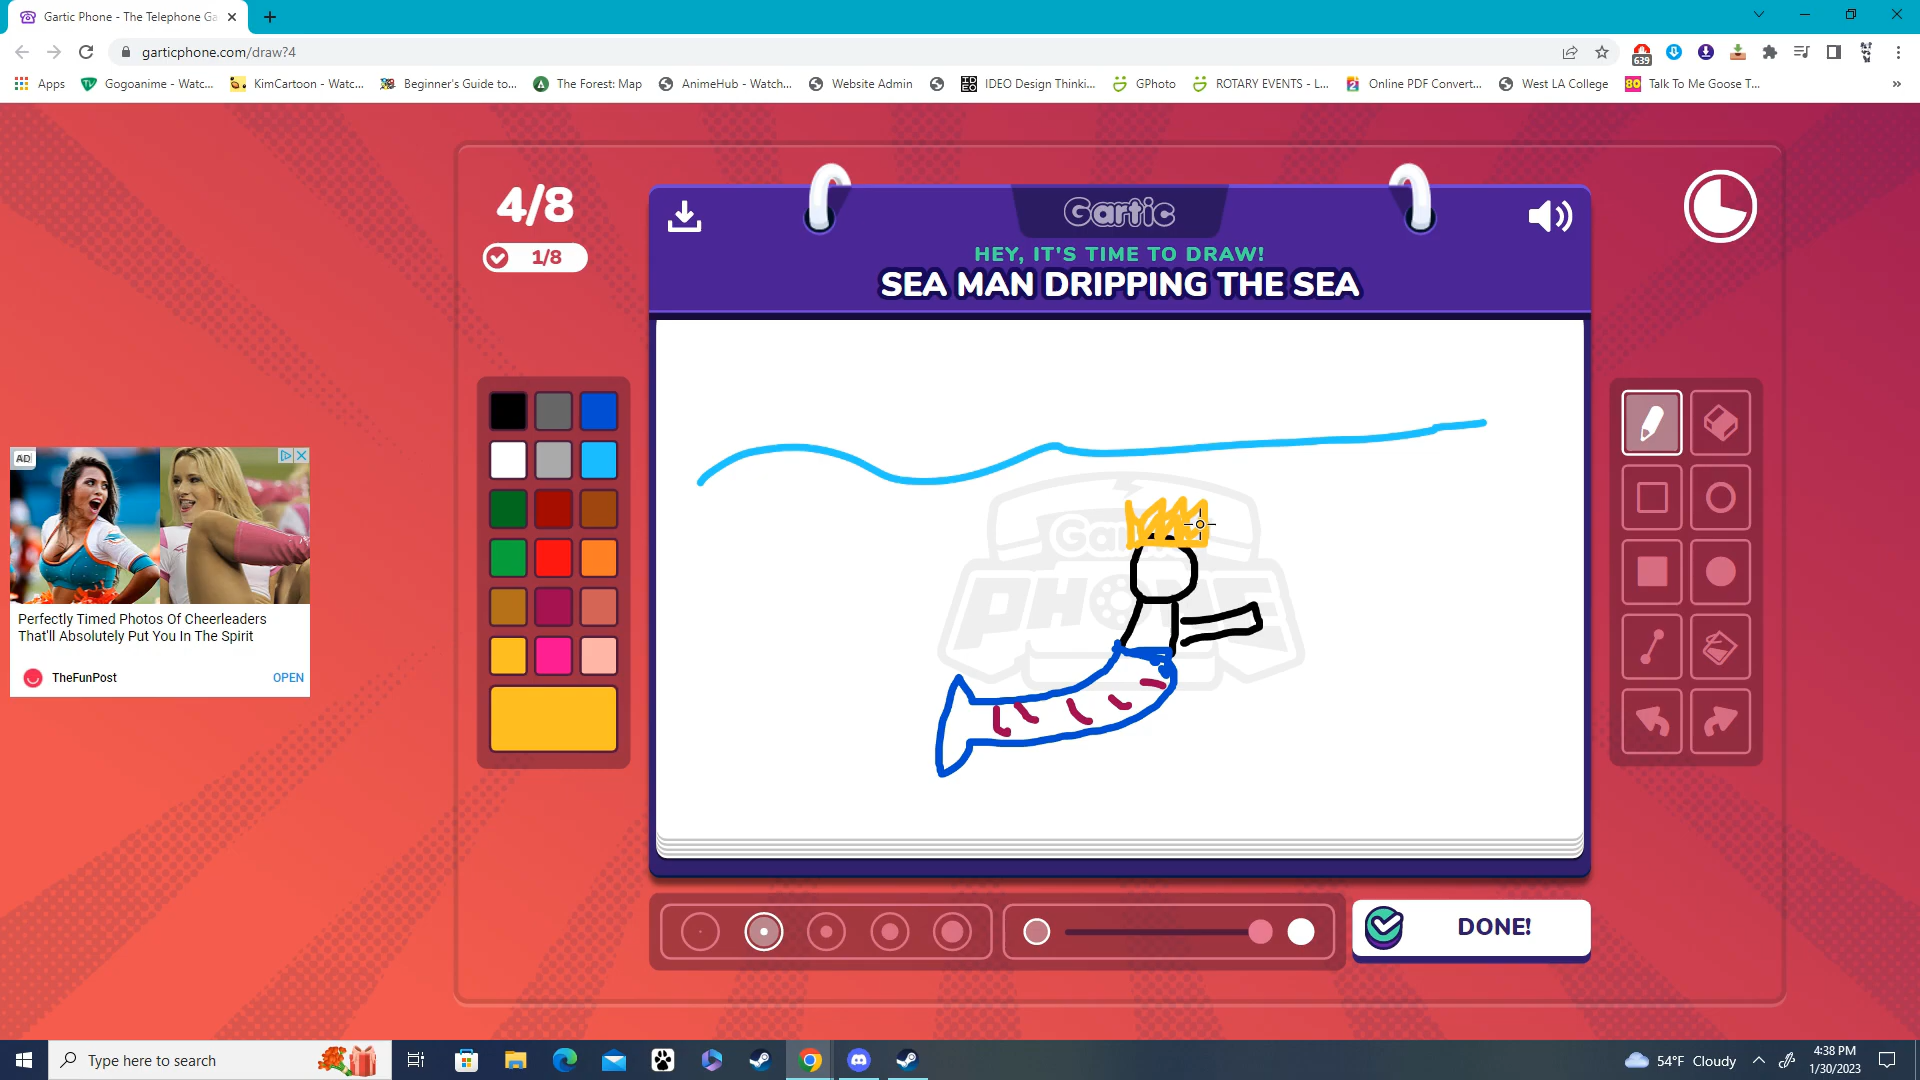 Gartic Phone - The Telephone Ga
garticphone.com/draw?4
639
Apps
Gogoanime - Watc...
KimCartoon - Watc...
Beginner's Guide to...
The Forest: Map
AnimeHub - Watch...
Website Admin
IDEO Design Thinki...
GPhoto
ROTARY EVENTS - L...
Online PDF Convert...
West LA College
80
Talk To Me Goose T...
4/8
1/8
Gartic
HEY, IT'S TIME TO DRAW!
SEA MAN DRIPPING THE SEA
PHONE
AD
Perfectly Timed Photos Of Cheerleaders
That'll Absolutely Put You In The Spirit
TheFunPost
OPEN
DONE!
Type here to search
54°F Cloudy
4:38 PM
1/30/2023